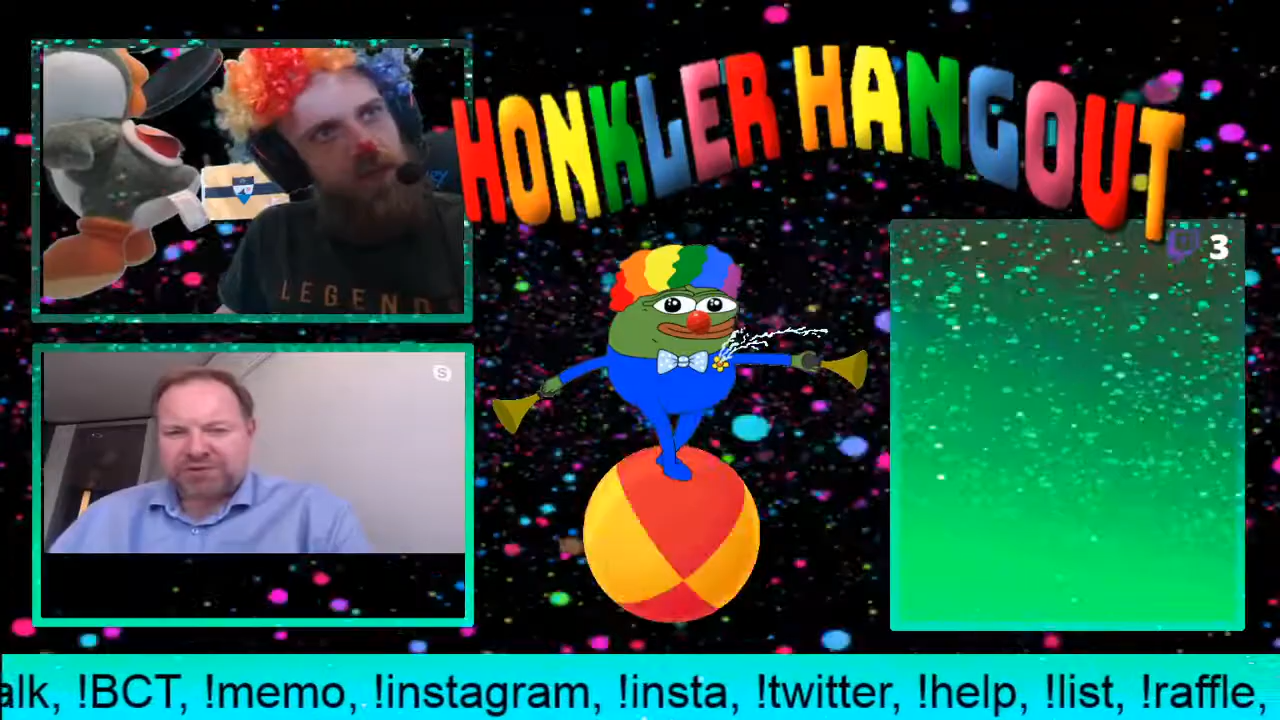 HONKLER HANGOUT
LEGEND
3
alk, !BCT, !memo, !instagram, !insta, !twitter, !help, !list, !raffle,